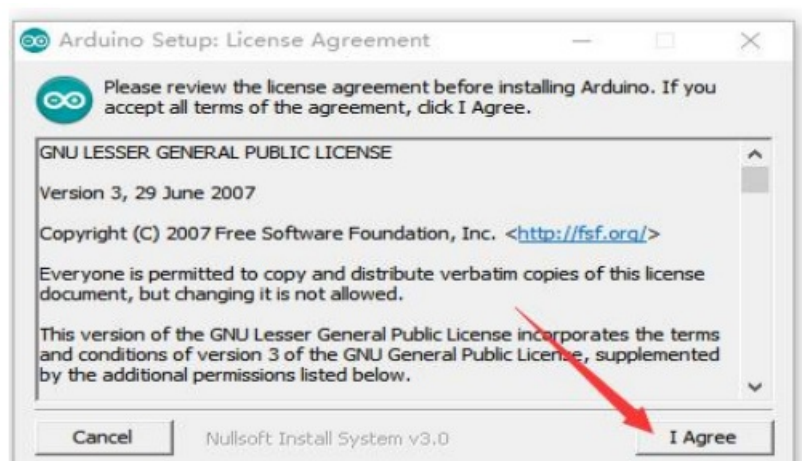 Arduino Setup: License Agreement
Please review the license agreement before installing Arduino. If you
accept all terms of the agreement, click I Agree.
GNU LESSER GENERAL PUBLIC LICENSE
Version 3, 29 June 2007
Copyright (C) 2007 Free Software Foundation, Inc. <http://fsf.org/>
Everyone is permitted to copy and distribute verbatim copies of this license
document, but changing it is not allowed.
This version of the GNU Lesser General Public License incorporates the terms
and conditions of version 3 of the GNU General Public License, supplemented
by the additional permissions listed below.
Cancel
Nullsoft Install System v3.0
I Agree